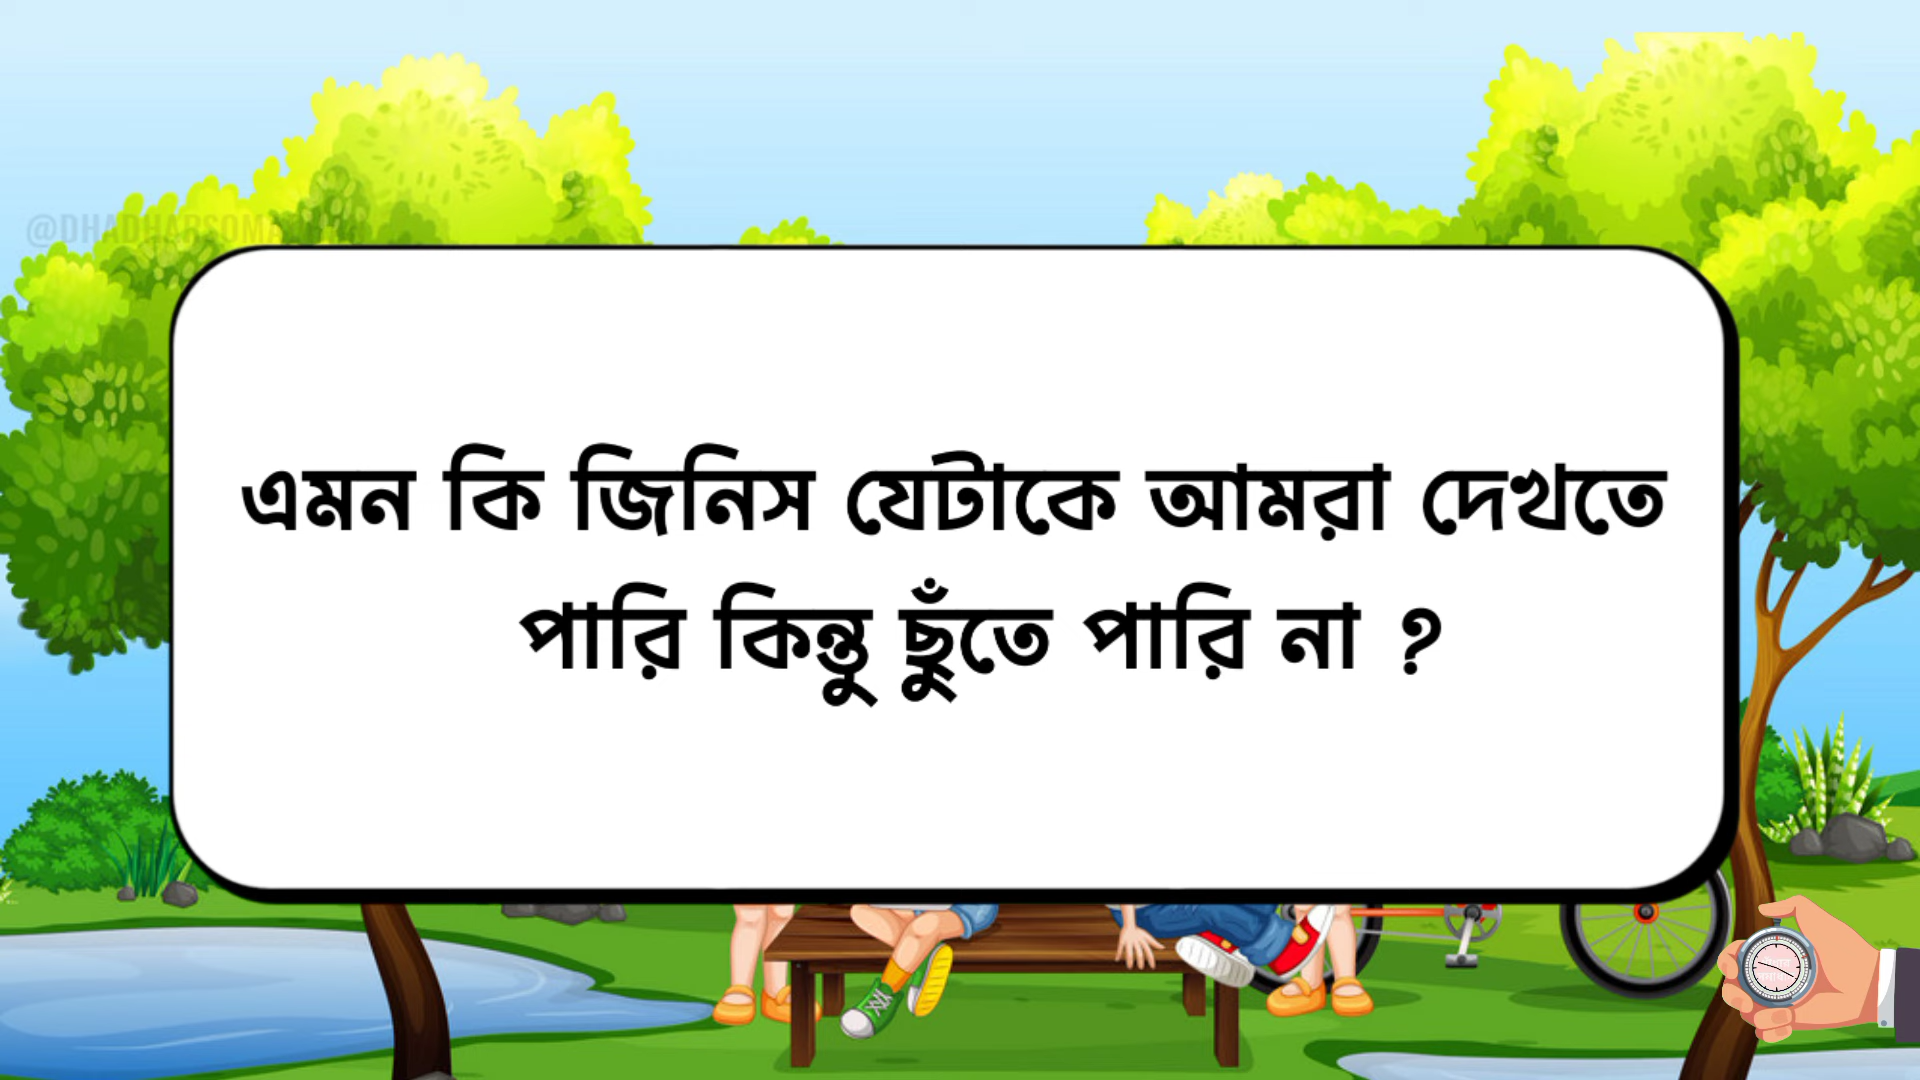 এমন কি জিনিস যেটাকে আমরা দেখতে
পারি কিন্তু ছুঁতে পারি না ?